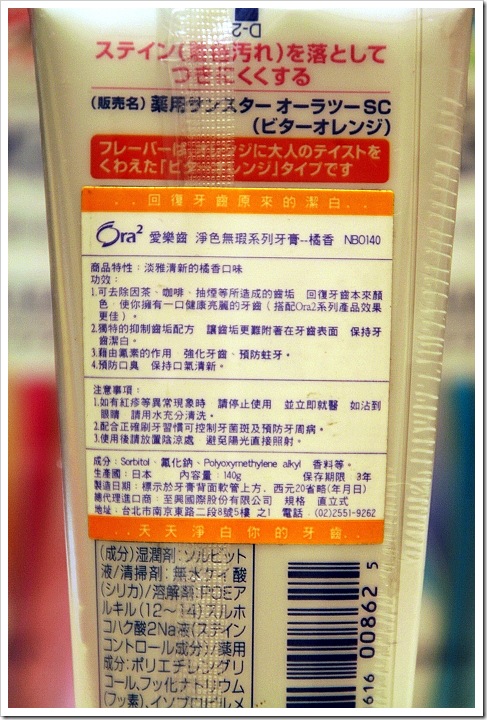 D-2
ステイン(着色汚れ)を落として
つきにくくする
(販売名) 薬用サンスター オーラツーSC
(ビターオレンジ)
フレーバーは、オレンジに大人のテイストを
くわえた「ビターオレンジ」タイプです
..回復牙齒原來的潔白..
Ora2 愛樂齒 淨色無瑕系列牙膏--橘香 NB0140
商品特性：淡雅清新的橘香口味
功效：
1.可去除因茶、咖啡、抽煙等所造成的齒垢 回復牙齒本來顏
色，使你擁有一口健康亮麗的牙齒（搭配Ora2系列產品效果
更佳）。
2.獨特的抑制齒垢配方 讓齒垢更難附著在牙齒表面 保持牙
齒潔白。
3.藉由氟素的作用 強化牙齒、預防蛀牙。
4.預防口臭 保持口氣清新。
注意事項：
1.如有紅疹等異常現象時 請停止使用 並立即就醫 如沾到
眼睛 請用水充分清洗。
2.配合正確刷牙習慣可控制牙菌斑及預防牙周病。
3.使用後請放置陰涼處 避免陽光直接照射。
成分：Sorbitol、氟化鈉、Polyoxymethylene alkyl 香料等。
生產國：日本 內容量：140g 保存期限 3年
製造日期：標示於牙膏背面軟管上方、西元20省略(年月日)
總代理進口商：至興國際股份有限公司 規格 直立式
地址：台北市南京東路二段8號5樓 之1 電話：(02)2551-9262
..天天淨白你的牙齒..
(成分)湿潤剤:ソルビット
液/清掃剤:無水ケイ酸
(シリカ)/溶解剤:POEア
ルキル(12～14)スルホ
コハク酸2Na液(ステイン
コントロール成分)/薬用
成分:ポリエチレングリ
コール,フッ化ナトリウム
(フッ素),イソプロピルメ
616 00862 5